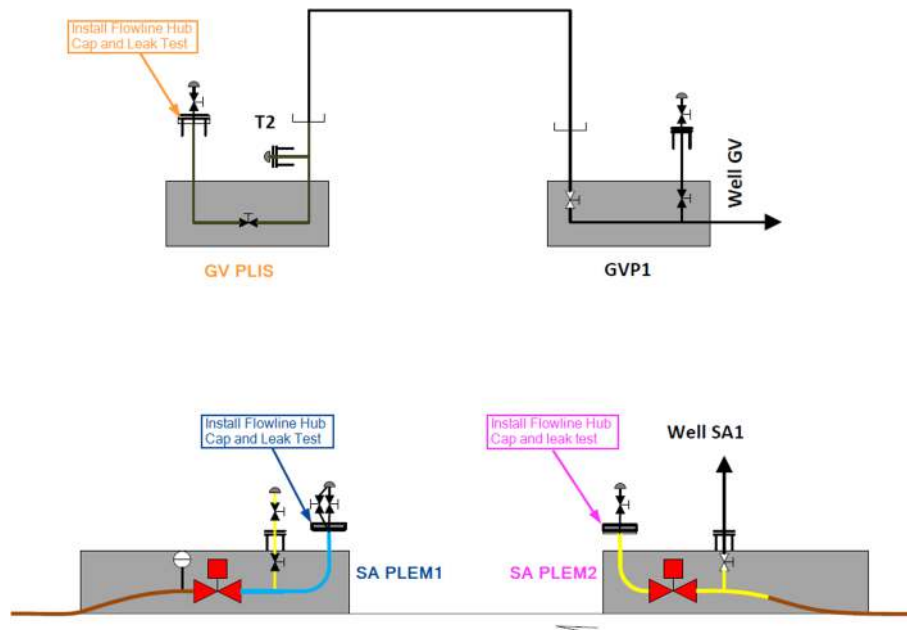 Install Flowline Hub
Cap and Leak Test
T2
Well GV
GV PLIS
GVP1
Install Flowline Hub
Cap and Leak Test
Install Flowline Hub
Cap and leak test
Well SA1
SA PLEM1
SA PLEM2